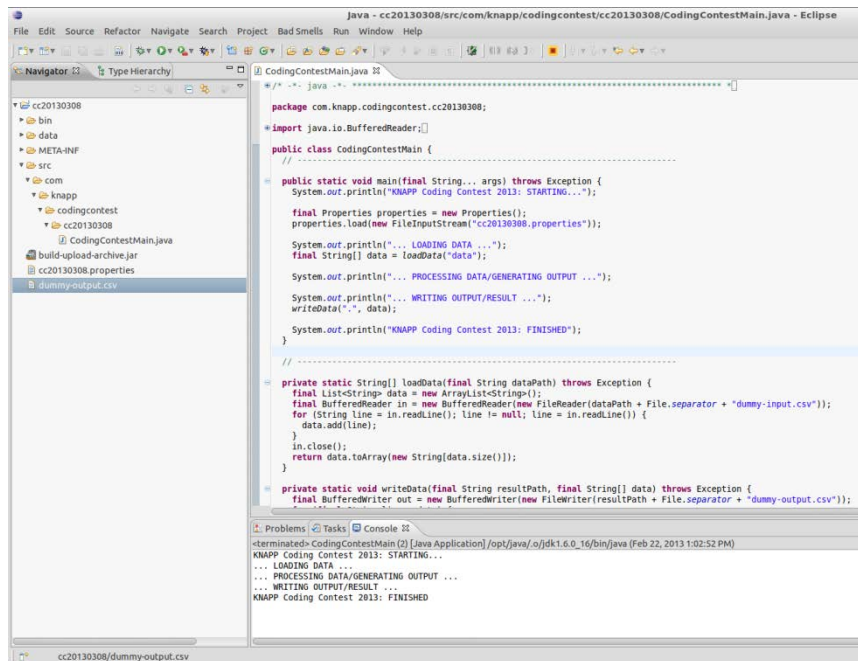 Java - cc20130308/src/com/knapp/codingcontest/cc20130308/CodingContestMain.java - Eclipse
File Edit Source Refactor Navigate Search Project Bad Smells Run Window Help
Navigator Type Hierarchy
cc20130308
bin
data
META-INF
src
com
knapp
codingcontest
cc20130308
CodingContestMain.java
build-upload-archive.jar
cc20130308.properties
dummy-output.csv
CodingContestMain.java
/* -*- java -*- ************************************************************************** *
package com.knapp.codingcontest.cc20130308;
import java.io.BufferedReader;
public class CodingContestMain {
// ----------------------------------------------------------------------------
public static void main(final String... args) throws Exception {
System.out.println("KNAPP Coding Contest 2013: STARTING...");
final Properties properties = new Properties();
properties.load(new FileInputStream("cc20130308.properties"));
System.out.println("... LOADING DATA ...");
final String[] data = loadData("data");
System.out.println("... PROCESSING DATA/GENERATING OUTPUT ...");
System.out.println("... WRITING OUTPUT/RESULT ...");
writeData(".", data);
System.out.println("KNAPP Coding Contest 2013: FINISHED");
}
// ----------------------------------------------------------------------------
private static String[] loadData(final String dataPath) throws Exception {
final List<String> data = new ArrayList<String>();
final BufferedReader in = new BufferedReader(new FileReader(dataPath + File.separator + "dummy-input.csv"));
for (String line = in.readLine(); line != null; line = in.readLine()) {
data.add(line);
}
in.close();
return data.toArray(new String[data.size()]);
}
private static void writeData(final String resultPath, final String[] data) throws Exception {
final BufferedWriter out = new BufferedWriter(new FileWriter(resultPath + File.separator + "dummy-output.csv"));
Problems Tasks Console
<terminated> CodingContestMain (2) [Java Application] /opt/java/.o/jdk1.6.0_16/bin/java (Feb 22, 2013 1:02:52 PM)
KNAPP Coding Contest 2013: STARTING...
... LOADING DATA ...
... PROCESSING DATA/GENERATING OUTPUT ...
... WRITING OUTPUT/RESULT ...
KNAPP Coding Contest 2013: FINISHED
cc20130308/dummy-output.csv